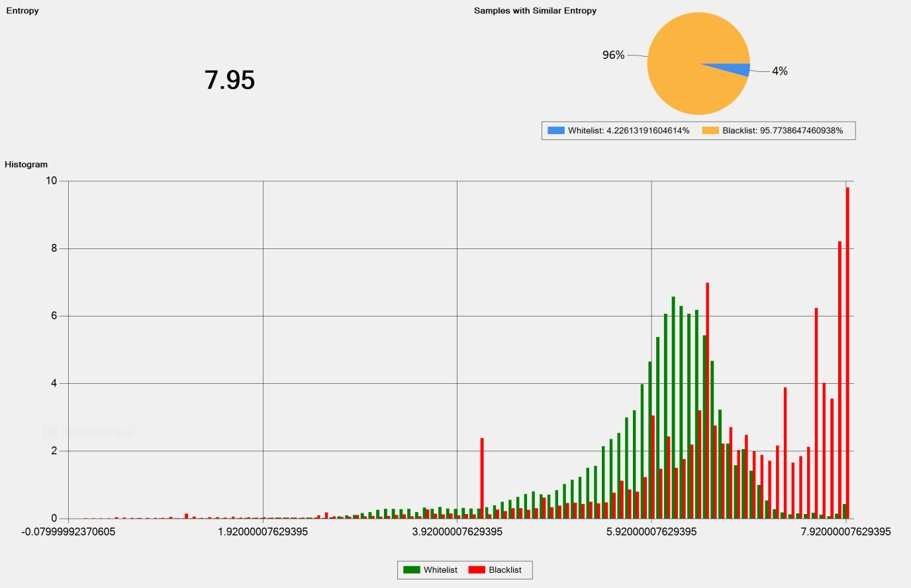 Entropy
Samples with Similar Entropy
7.95
96%
4%
Whitelist: 4.22613191604614% Blacklist: 95.7738647460938%
Histogram
10
8
6
4
2
0
-0.07999992370605 1.92000007629395 3.92000007629395 5.92000007629395 7.92000007629395
Whitelist Blacklist